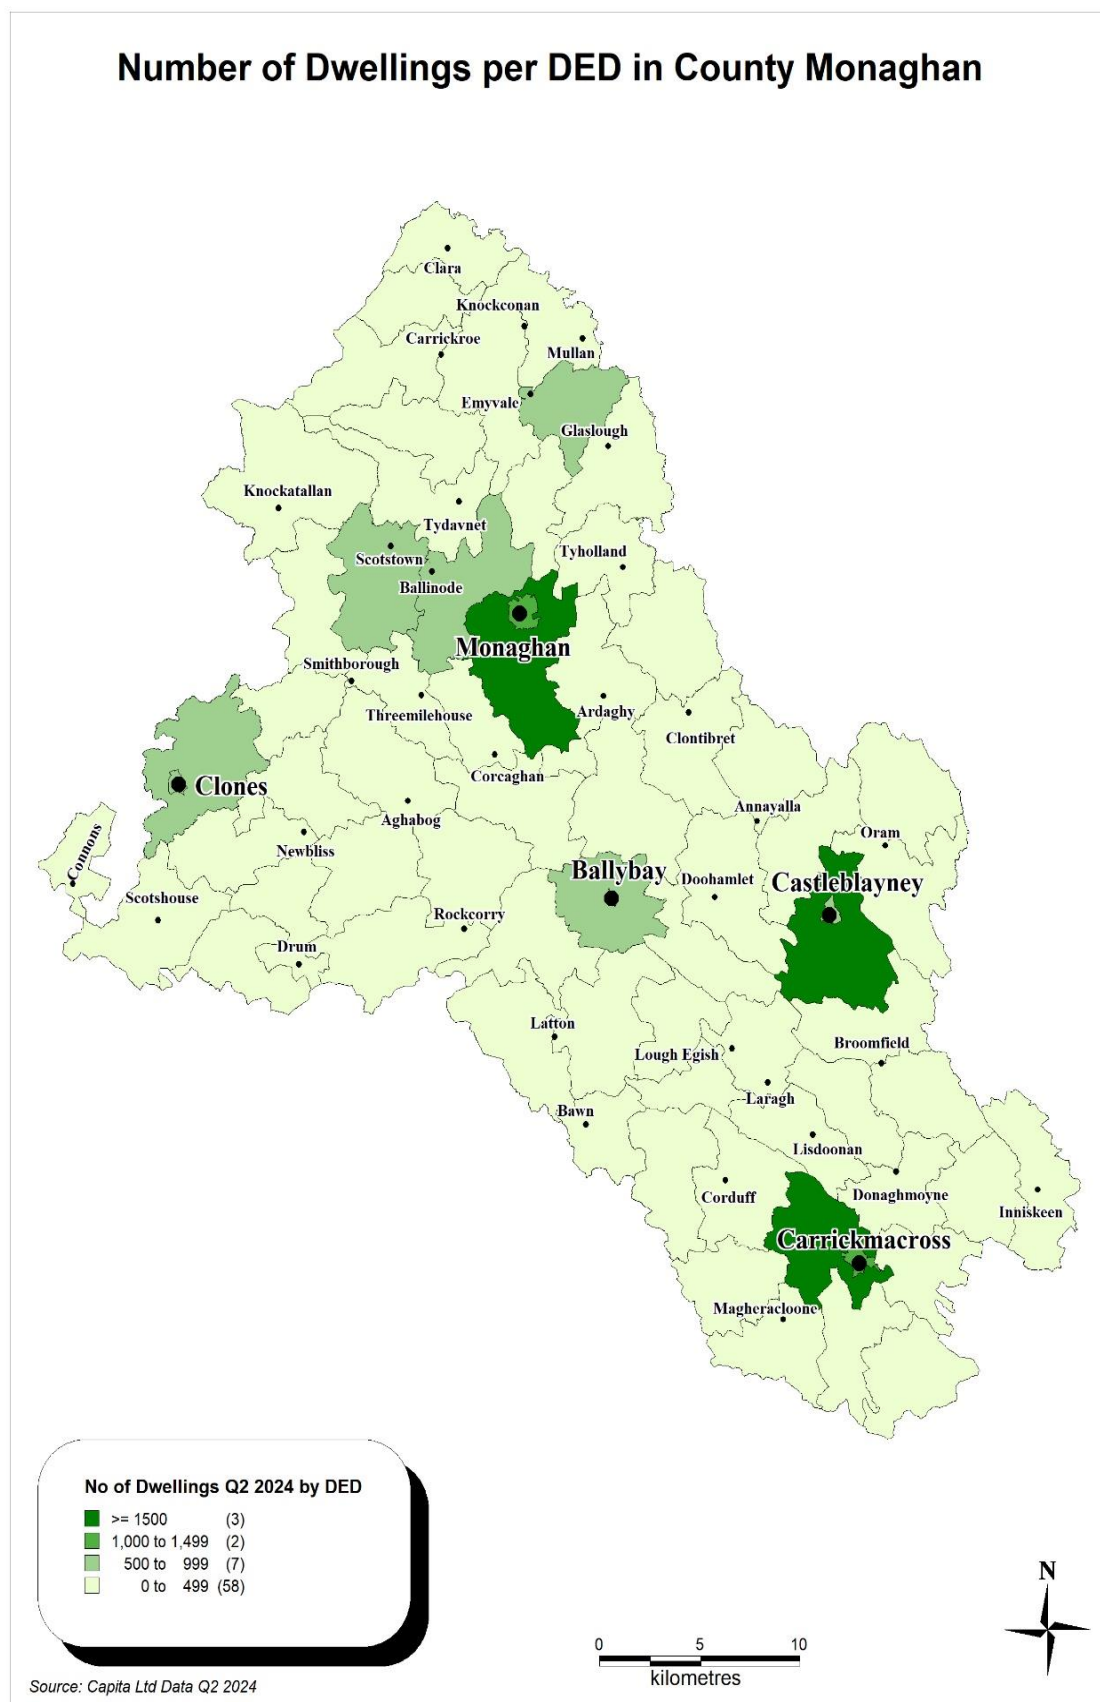 Number of Dwellings per DED in County Monaghan
Clara
Knockconan
Carrickroe
Mullan
Emyvale
Glaslough
Knockatallan
Tydavnet
Scotstown
Tyholland
Ballinode
Monaghan
Smithborough
Threemilehouse
Ardaghy
Clontibret
Corcaghan
Clones
Annayalla
Aghabog
Oram
Newbliss
Connons
Ballybay
Doohamlet
Castleblayney
Scotshouse
Rockcorry
Drum
Latton
Lough Egish
Broomfield
Laragh
Bawn
Lisdoonan
Corduff
Donaghmoyne
Inniskeen
Carrickmacross
Magheracloone
No of Dwellings Q2 2024 by DED
>= 1500 (3)
1,000 to 1,499 (2)
500 to 999 (7)
0 to 499 (58)
N
0 5 10
kilometres
Source: Capita Ltd Data Q2 2024